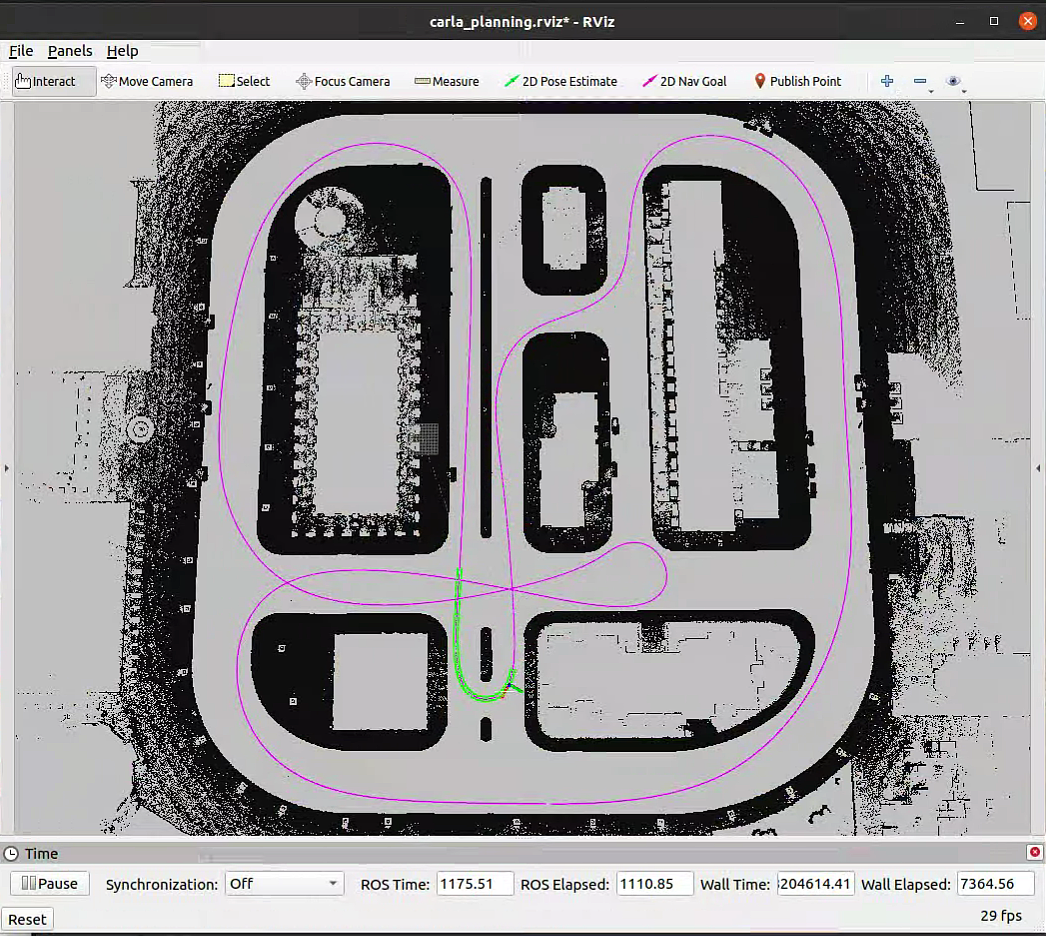 carla_planning.rviz* - RViz
File Panels Help
Interact Move Camera Select Focus Camera Measure 2D Pose Estimate 2D Nav Goal Publish Point
Time
Pause Synchronization: Off ROS Time: 1175.51 ROS Elapsed: 1110.85 Wall Time: 204614.41 Wall Elapsed: 7364.56
Reset 29 fps